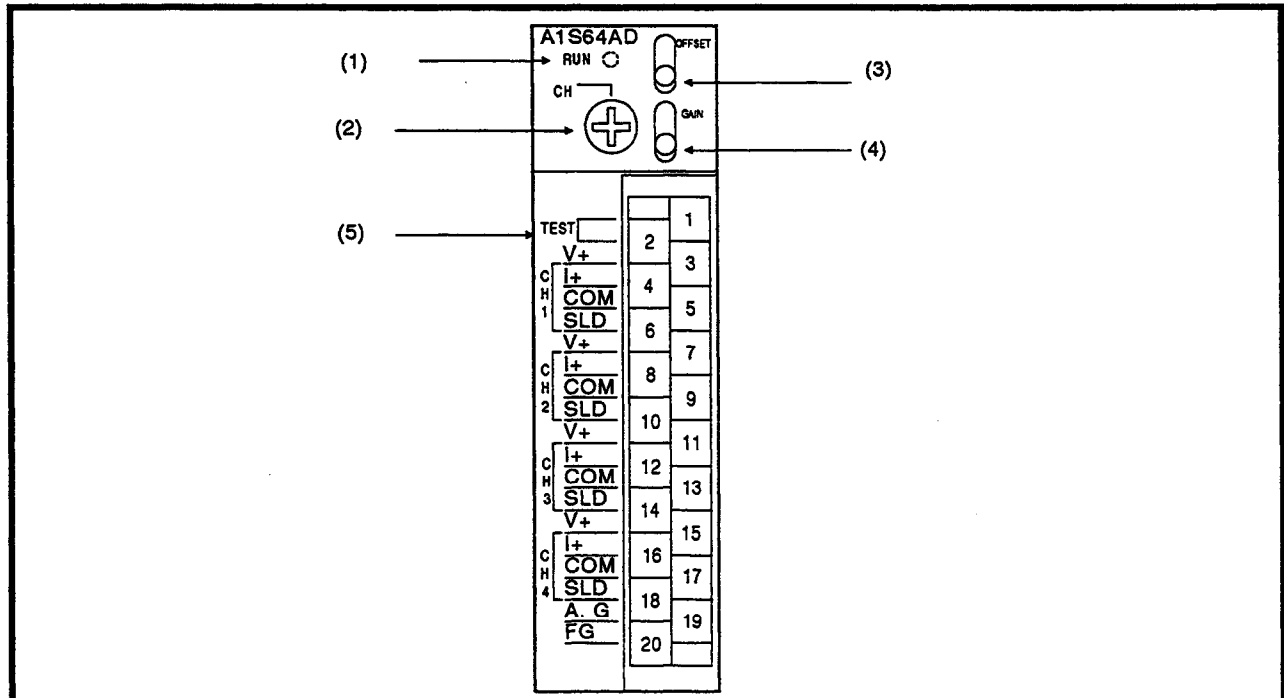 A1S64AD
OFFSET
(1)
RUN
(3)
CH
GAIN
(2)
(4)
(5)
TEST
1
2
V+
3
CH1
I+
4
COM
5
SLD
6
V+
7
CH2
I+
8
COM
9
SLD
10
V+
11
CH3
I+
12
COM
13
SLD
14
V+
15
CH4
I+
16
COM
17
SLD
18
A. G
19
FG
20